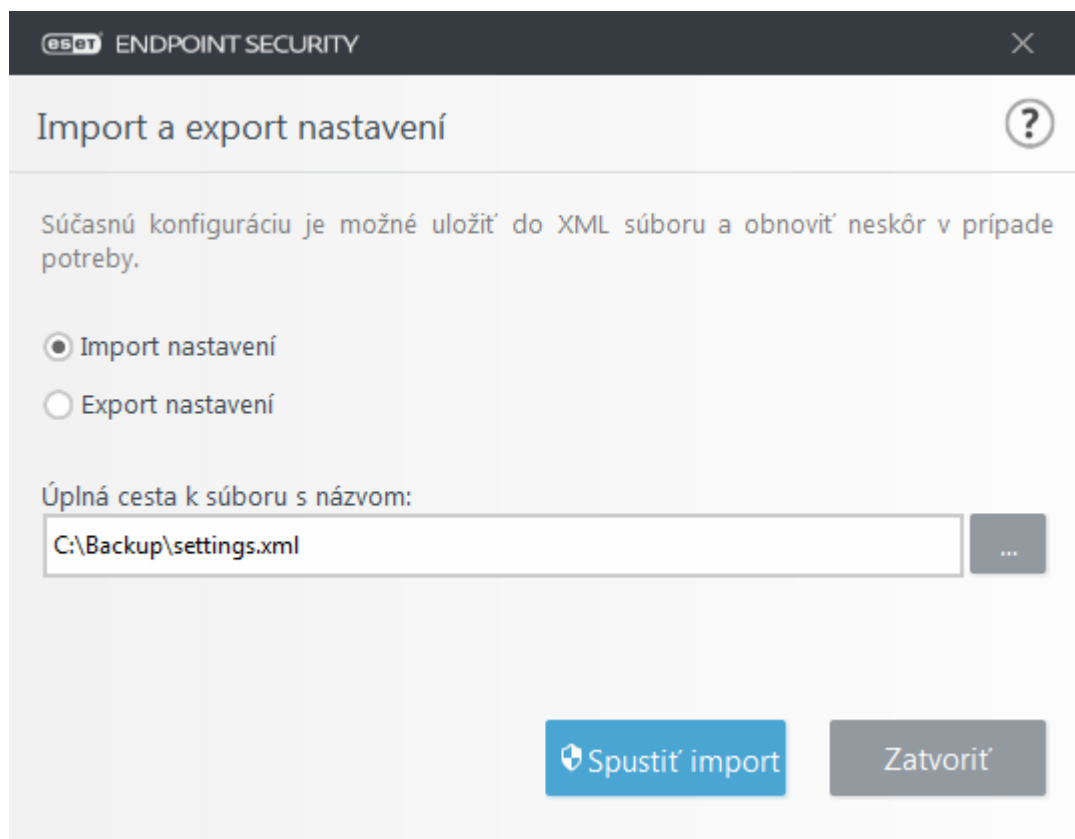 eset ENDPOINT SECURITY
Import a export nastavení
?
Súčasnú konfiguráciu je možné uložiť do XML súboru a obnoviť neskôr v prípade
potreby.
Import nastavení
Export nastavení
Úplná cesta k súboru s názvom:
C:\Backup\settings.xml
...
Spustiť import
Zatvoriť